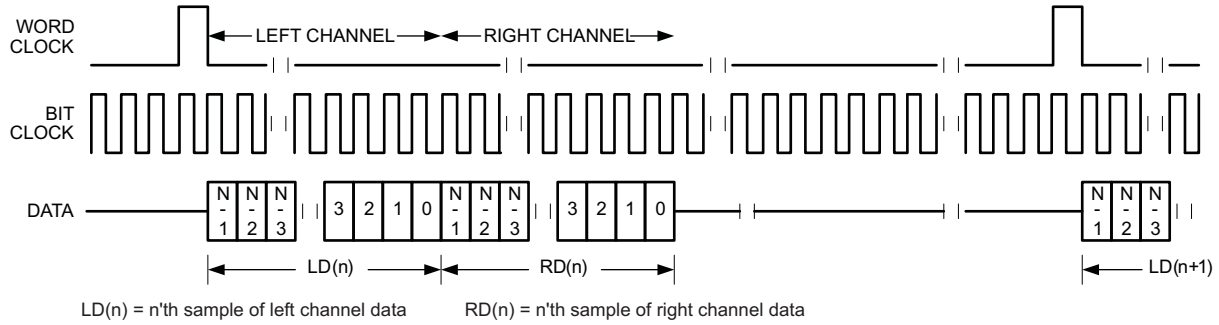 WORD
CLOCK
LEFT CHANNEL
RIGHT CHANNEL
BIT
CLOCK
DATA
N
-
1
N
-
2
N
-
3
3
2
1
0
N
-
1
N
-
2
N
-
3
3
2
1
0
N
-
1
N
-
2
N
-
3
LD(n)
RD(n)
LD(n+1)
LD(n) = n'th sample of left channel data
RD(n) = n'th sample of right channel data